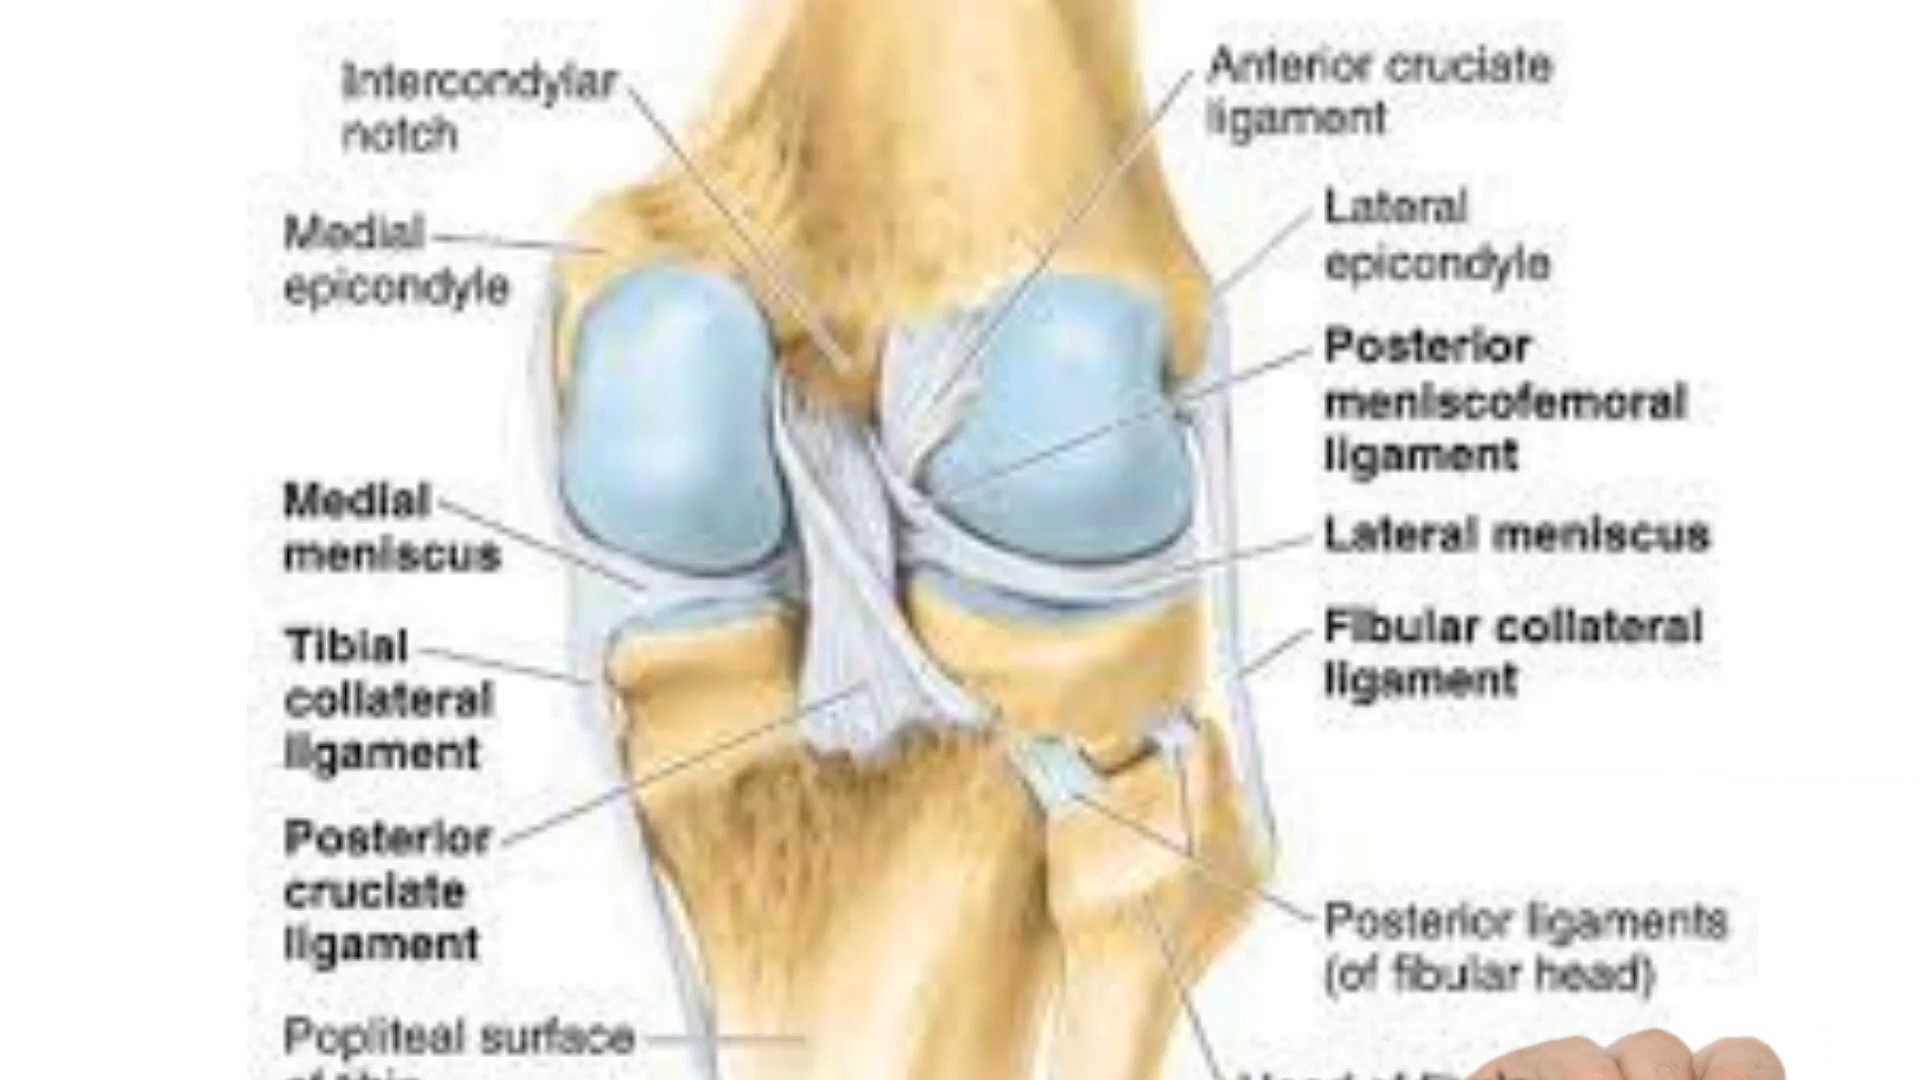 Intercondylar
notch
Medial
epicondyle
Medial
meniscus
Tibial
collateral
ligament
Posterior
cruciate
ligament
Popliteal surface
Anterior cruciate
ligament
Lateral
epicondyle
Posterior
meniscofemoral
ligament
Lateral meniscus
Fibular collateral
ligament
Posterior ligaments
(of fibular head)